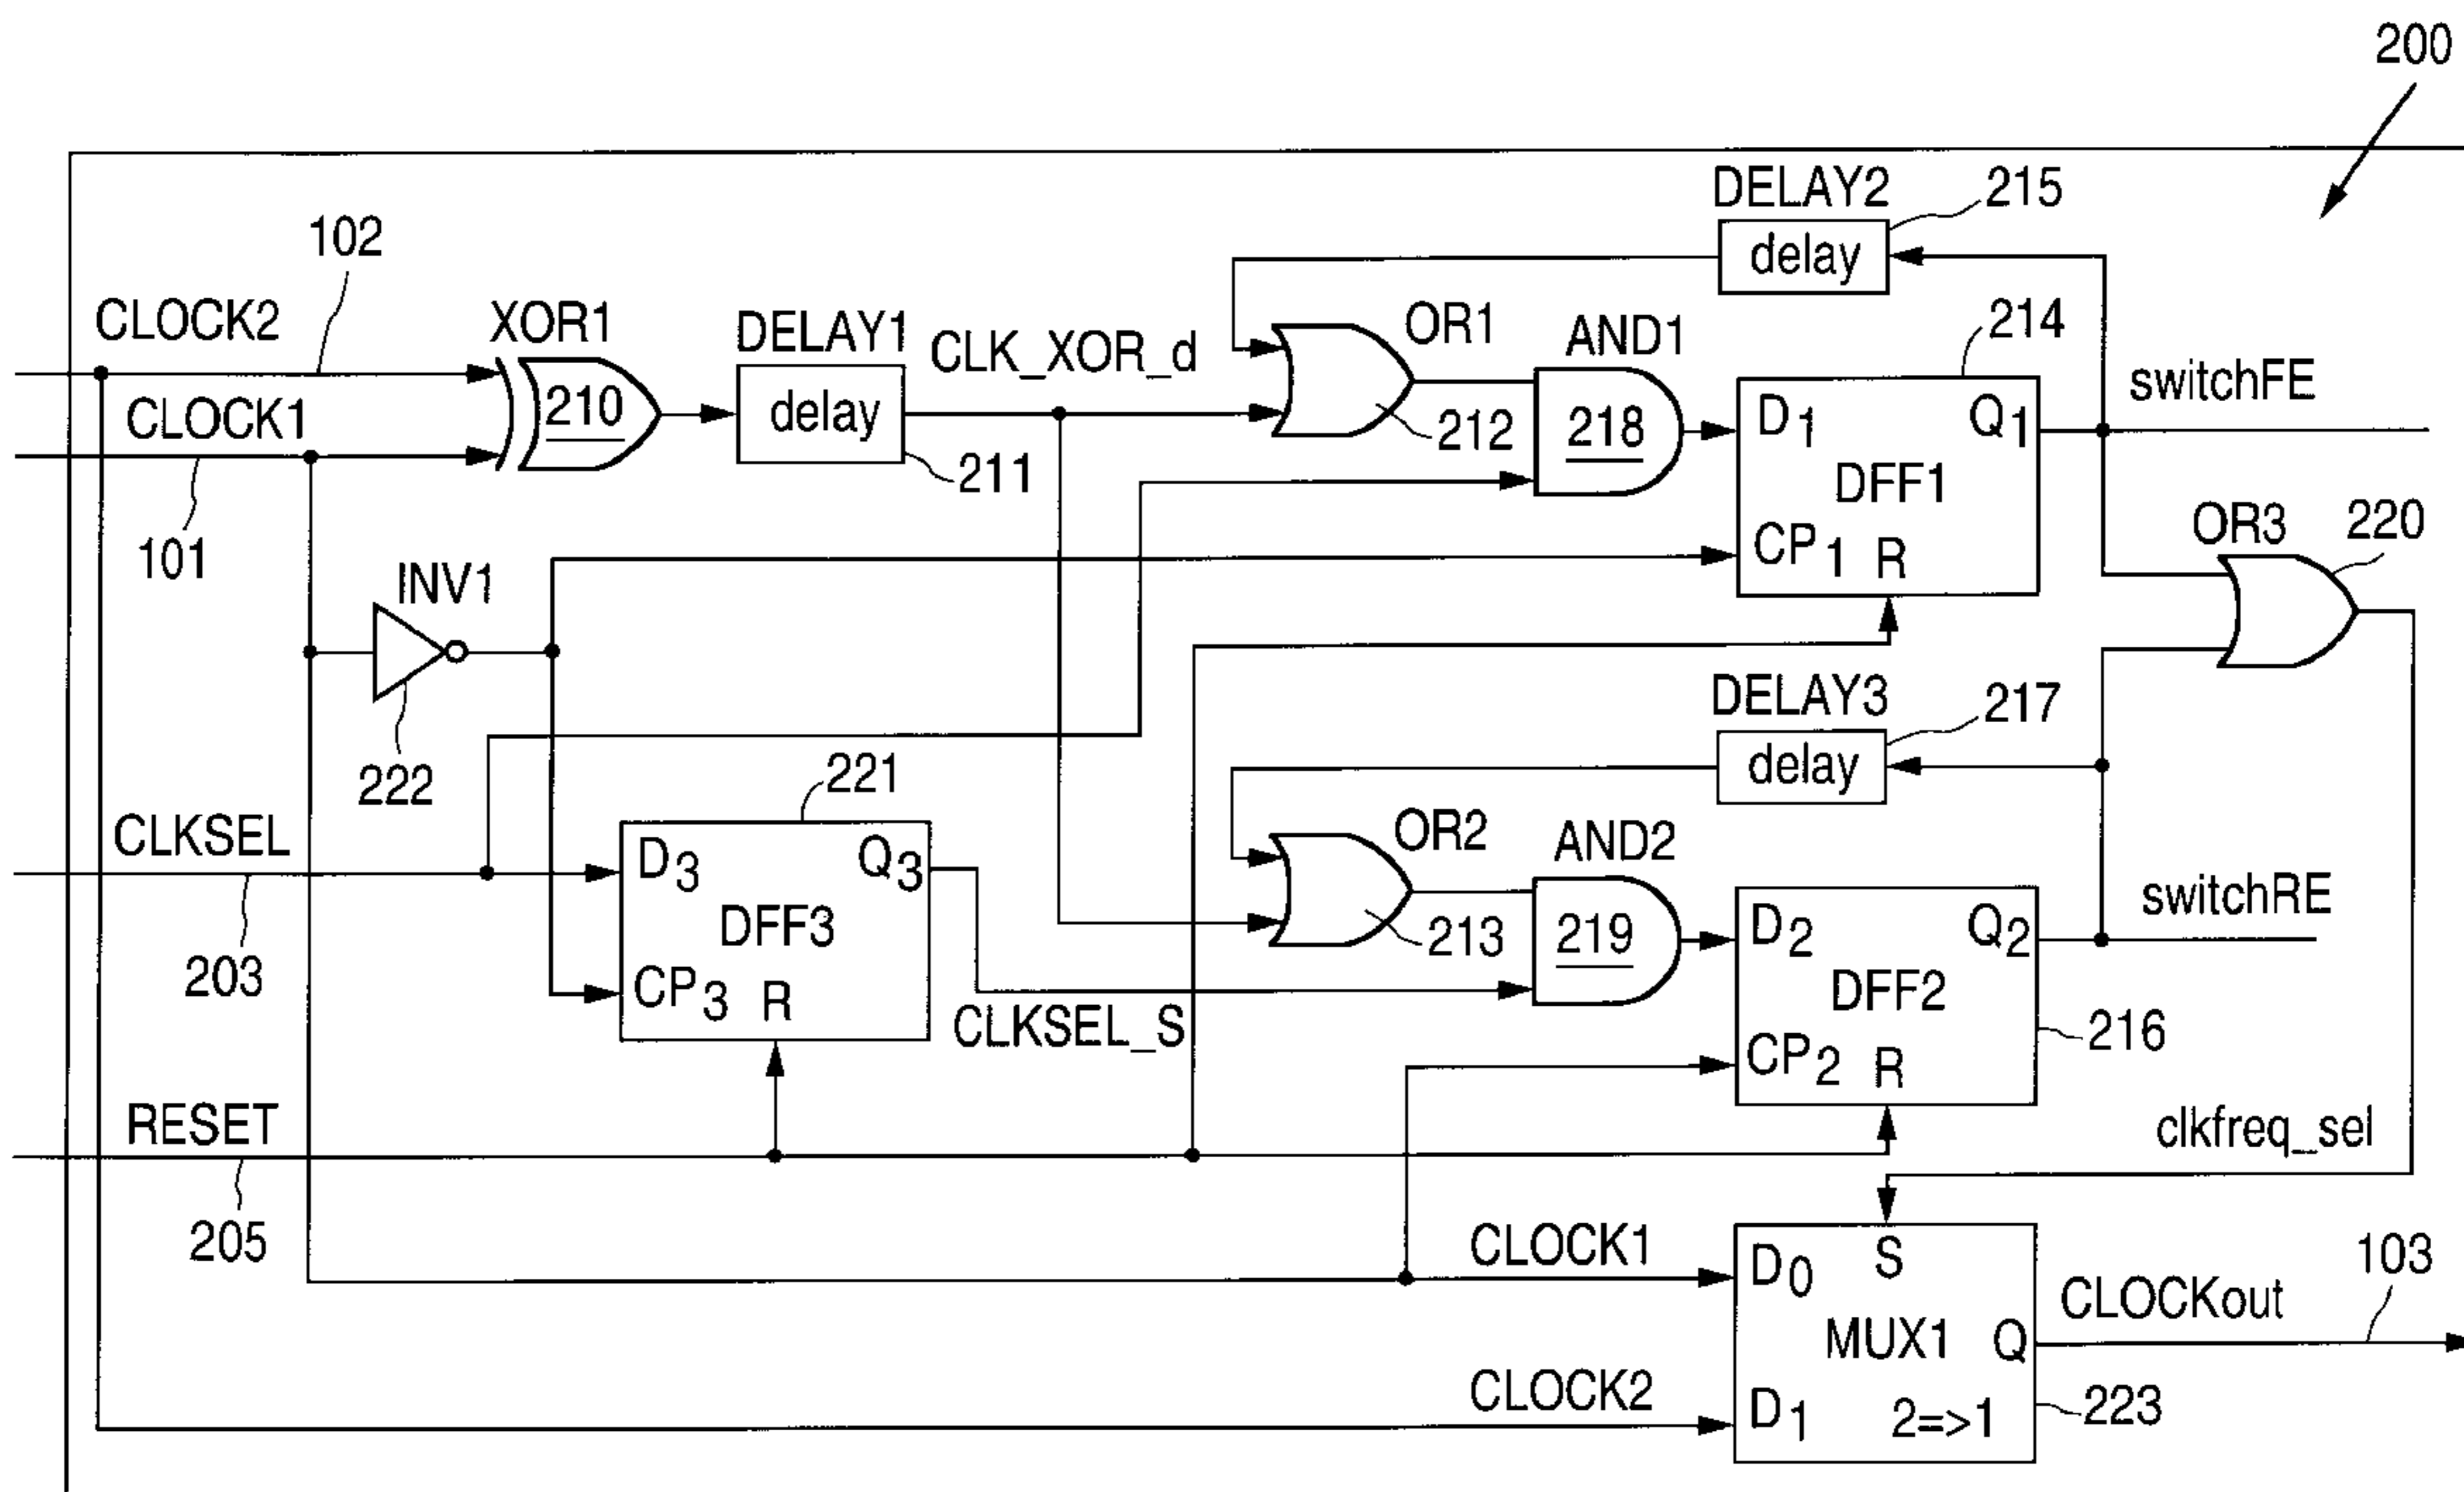 200
DELAY2
215
delay
102
CLOCK2
XOR1
DELAY1
CLK_XOR_d
OR1
AND1
214
switchFE
CLOCK1
210
delay
212
218
D1
Q1
211
DFF1
101
INV1
CP1
R
OR3
220
222
DELAY3
217
delay
221
CLKSEL
D3
Q3
OR2
AND2
switchRE
DFF3
213
219
D2
Q2
203
CP3
R
CLKSEL_S
DFF2
216
CP2
R
RESET
clkfreq_sel
205
CLOCK1
D0
S
103
CLOCKout
MUX1
Q
CLOCK2
D1
2=>1
223